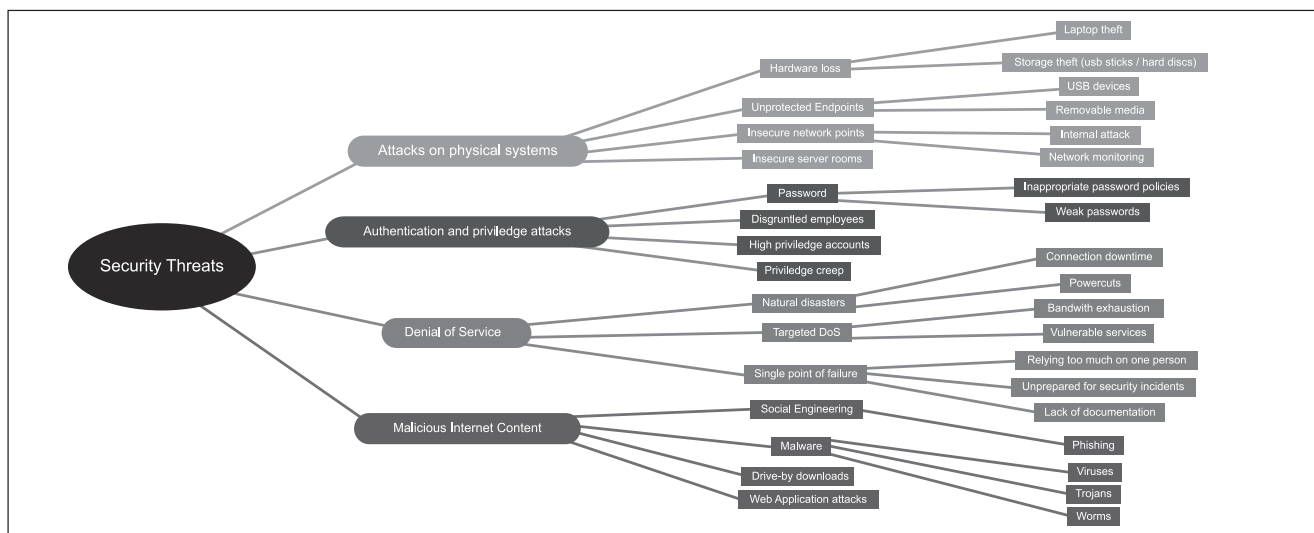 Security Threats
Attacks on physical systems
Hardware loss
Laptop theft
Storage theft (usb sticks / hard discs)
Unprotected Endpoints
USB devices
Removable media
Insecure network points
Internal attack
Network monitoring
Insecure server rooms
Authentication and priviledge attacks
Password
Inappropriate password policies
Weak passwords
Disgruntled employees
High priviledge accounts
Priviledge creep
Denial of Service
Natural disasters
Connection downtime
Powercuts
Targeted DoS
Bandwith exhaustion
Vulnerable services
Single point of failure
Relying too much on one person
Unprepared for security incidents
Lack of documentation
Malicious Internet Content
Social Engineering
Phishing
Malware
Viruses
Trojans
Worms
Drive-by downloads
Web Application attacks